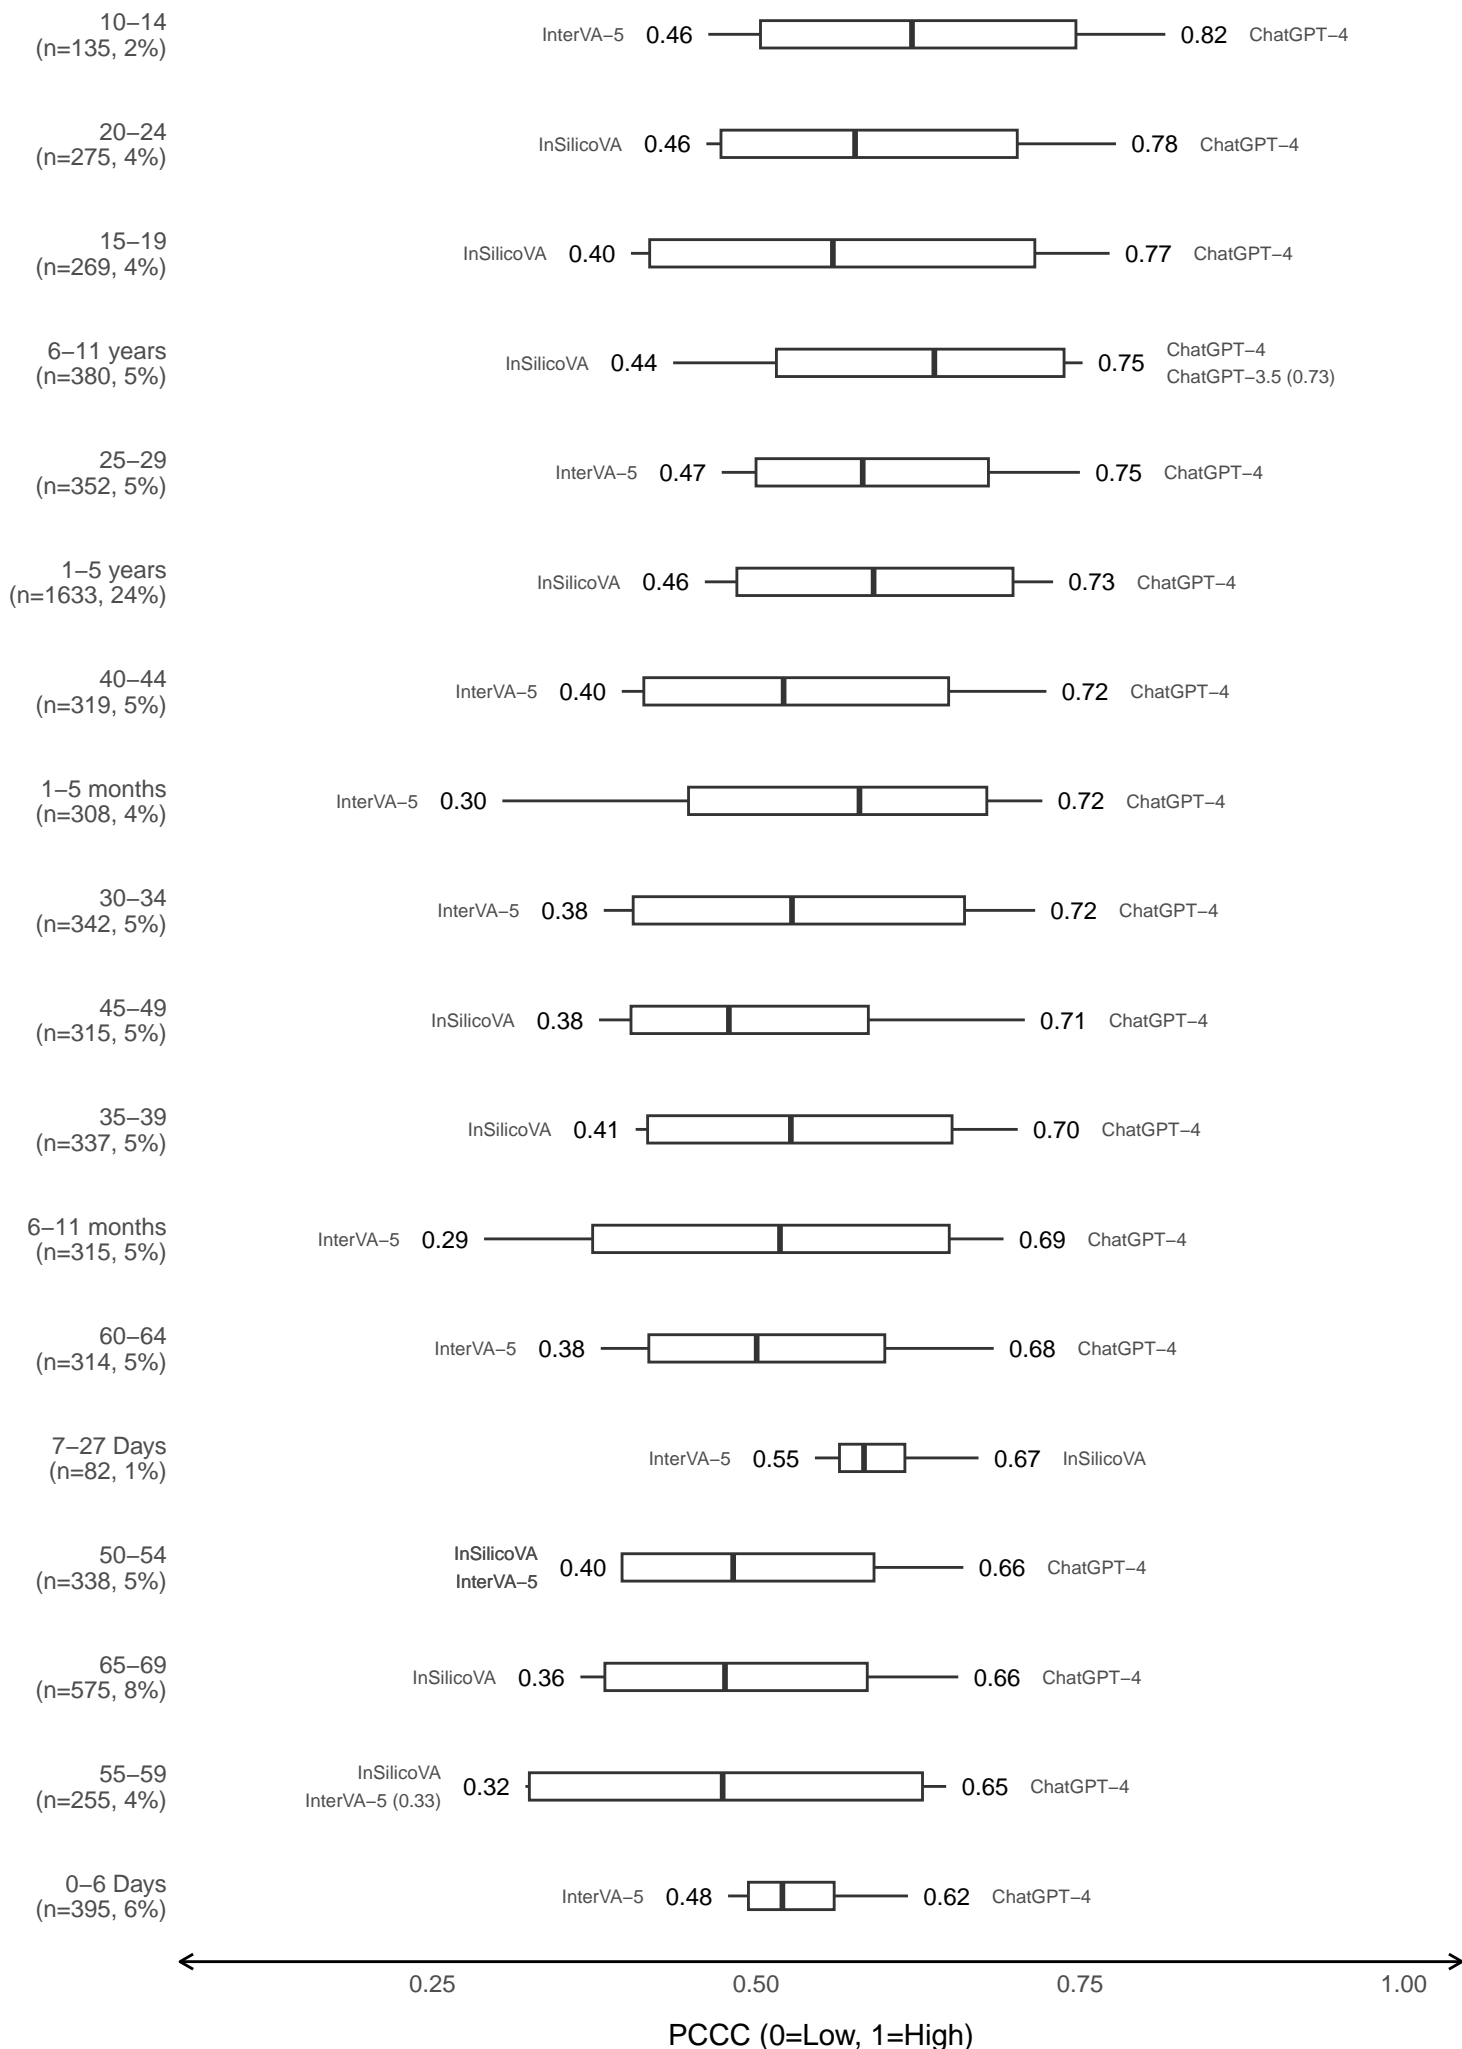 10−14
(n=135, 2%)
InterVA−5 0.46 0.82 ChatGPT−4
20−24
(n=275, 4%)
InSilicoVA 0.46 0.78 ChatGPT−4
15−19
(n=269, 4%)
InSilicoVA 0.40 0.77 ChatGPT−4
6−11 years
(n=380, 5%)
InSilicoVA 0.44 0.75 ChatGPT−4
ChatGPT−3.5 (0.73)
25−29
(n=352, 5%)
InterVA−5 0.47 0.75 ChatGPT−4
1−5 years
(n=1633, 24%)
InSilicoVA 0.46 0.73 ChatGPT−4
40−44
(n=319, 5%)
InterVA−5 0.40 0.72 ChatGPT−4
1−5 months
(n=308, 4%)
InterVA−5 0.30 0.72 ChatGPT−4
30−34
(n=342, 5%)
InterVA−5 0.38 0.72 ChatGPT−4
45−49
(n=315, 5%)
InSilicoVA 0.38 0.71 ChatGPT−4
35−39
(n=337, 5%)
InSilicoVA 0.41 0.70 ChatGPT−4
6−11 months
(n=315, 5%)
InterVA−5 0.29 0.69 ChatGPT−4
60−64
(n=314, 5%)
InterVA−5 0.38 0.68 ChatGPT−4
7−27 Days
(n=82, 1%)
InterVA−5 0.55 0.67 InSilicoVA
50−54
(n=338, 5%)
InSilicoVA
InterVA−5
0.40 0.66 ChatGPT−4
65−69
(n=575, 8%)
InSilicoVA 0.36 0.66 ChatGPT−4
55−59
(n=255, 4%)
InSilicoVA
InterVA−5 (0.33)
0.32 0.65 ChatGPT−4
0−6 Days
(n=395, 6%)
InterVA−5 0.48 0.62 ChatGPT−4
0.25 0.50 0.75 1.00
PCCC (0=Low, 1=High)